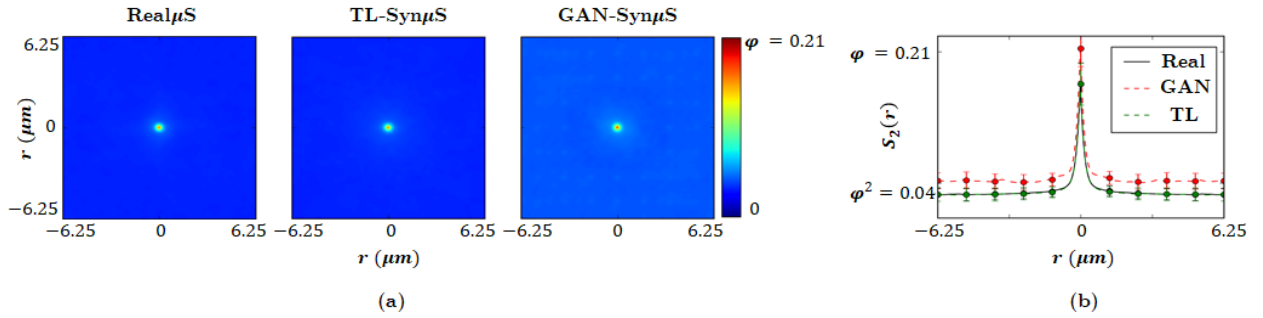 RealμS
TL-SynμS
GAN-SynμS
6.25
0
−6.25
r (μm)
−6.25 0 6.25
−6.25 0 6.25
−6.25 0 6.25
r (μm)
φ = 0.21
0
(a)
φ = 0.21
φ² = 0.04
S₂(r)
Real
GAN
TL
−6.25 0 6.25
r (μm)
(b)